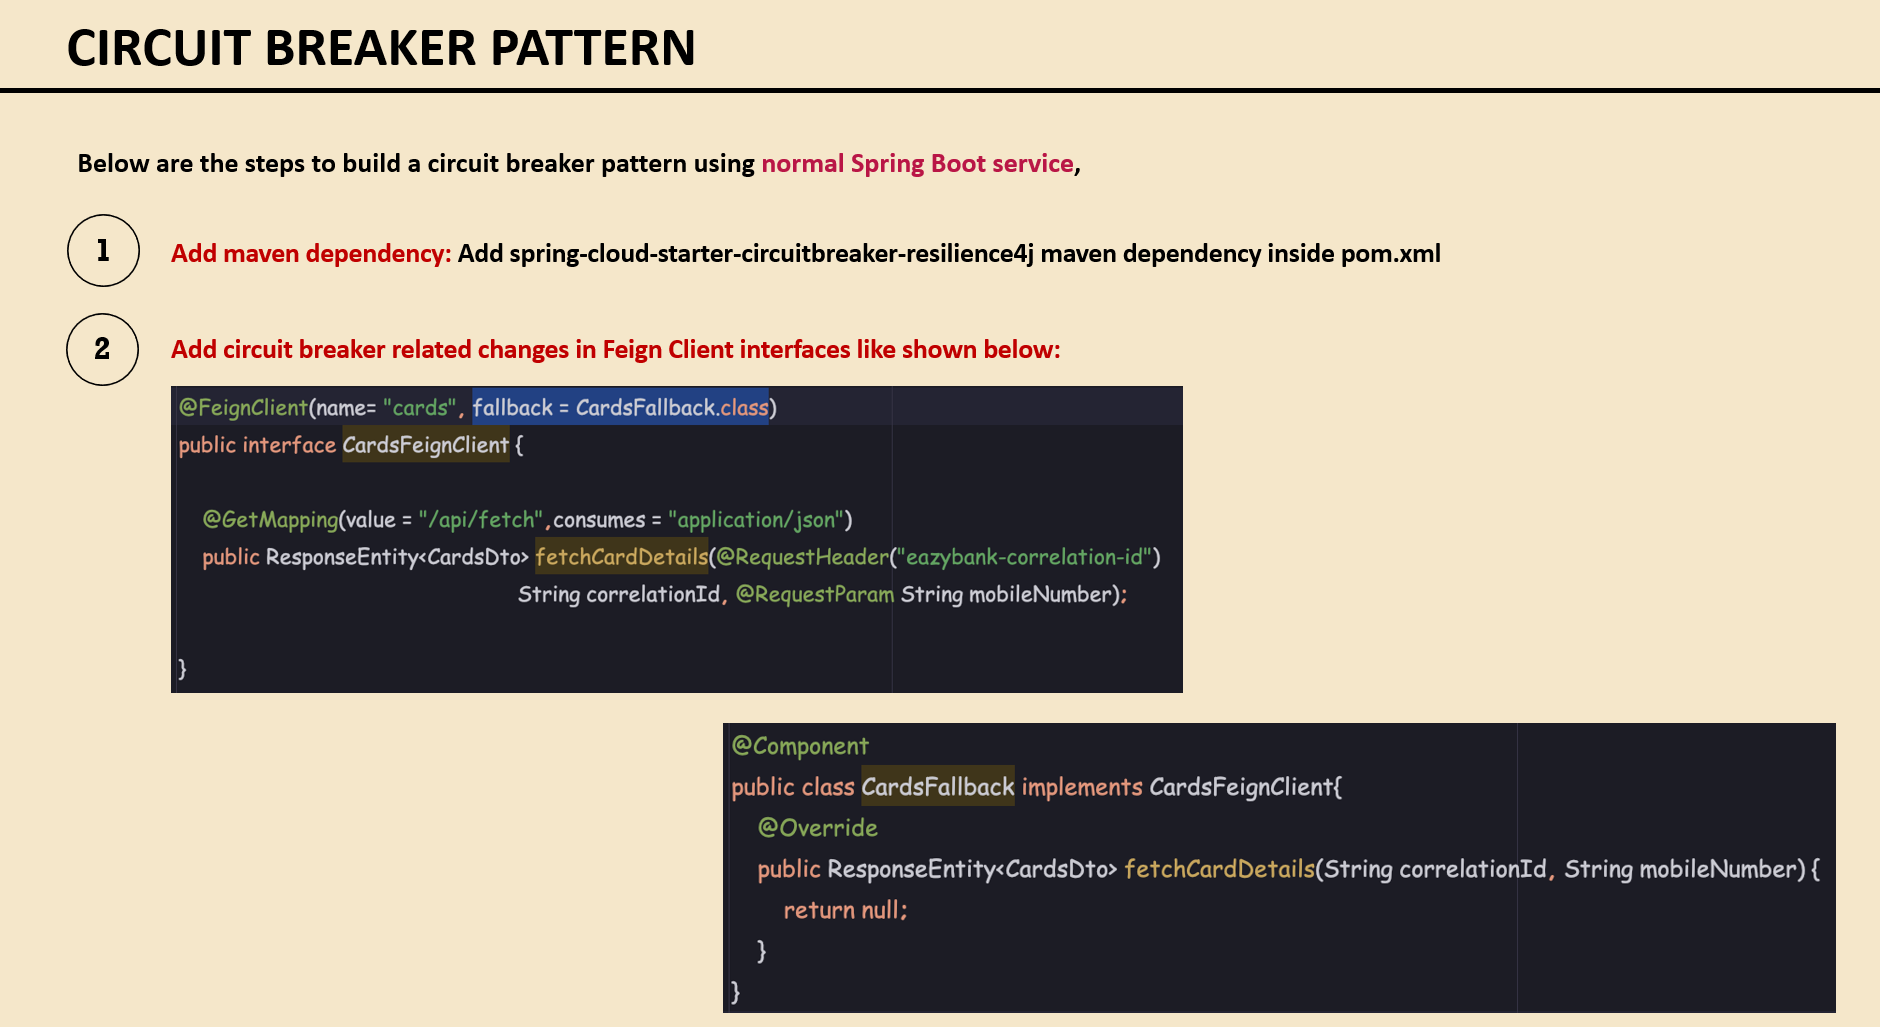 CIRCUIT BREAKER PATTERN
Below are the steps to build a circuit breaker pattern using normal Spring Boot service,
1
Add maven dependency: Add spring-cloud-starter-circuitbreaker-resilience4j maven dependency inside pom.xml
2
Add circuit breaker related changes in Feign Client interfaces like shown below:
@FeignClient(name= "cards", fallback = CardsFallback.class)
public interface CardsFeignClient {
@GetMapping(value = "/api/fetch",consumes = "application/json")
public ResponseEntity<CardsDto> fetchCardDetails(@RequestHeader("eazybank-correlation-id")
String correlationId, @RequestParam String mobileNumber);
}
@Component
public class CardsFallback implements CardsFeignClient{
@Override
public ResponseEntity<CardsDto> fetchCardDetails(String correlationId, String mobileNumber) {
return null;
}
}